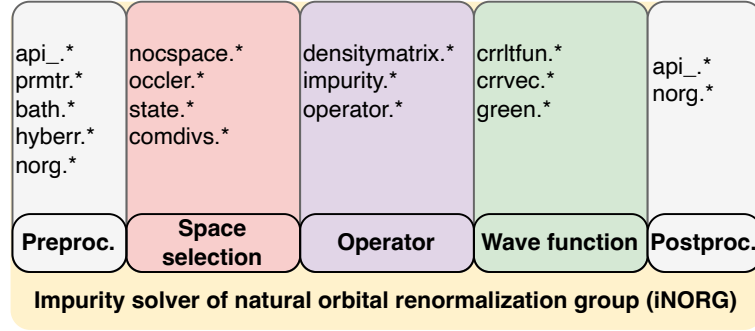 api_.*
prmtr.*
bath.*
hyberr.*
norg.*
nocspace.*
occler.*
state.*
comdivs.*
densitymatrix.*
impurity.*
operator.*
crrltfun.*
crrvec.*
green.*
api_.*
norg.*
Preproc.
Space
selection
Operator
Wave function
Postproc.
Impurity solver of natural orbital renormalization group (iNORG)